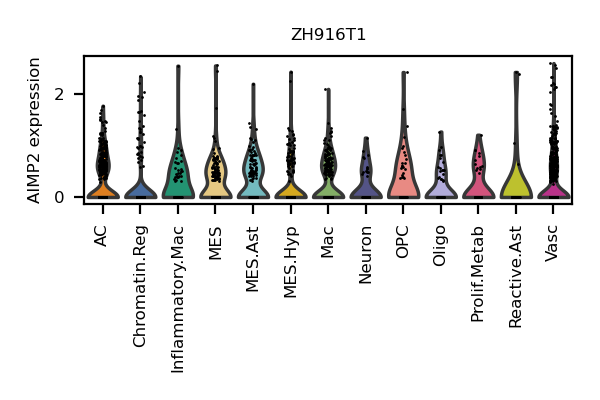 ZH916T1
AIMP2 expression
2
0
AC
Chromatin.Reg
Inflammatory.Mac
MES
MES.Ast
MES.Hyp
Mac
Neuron
OPC
Oligo
Prolif.Metab
Reactive.Ast
Vasc